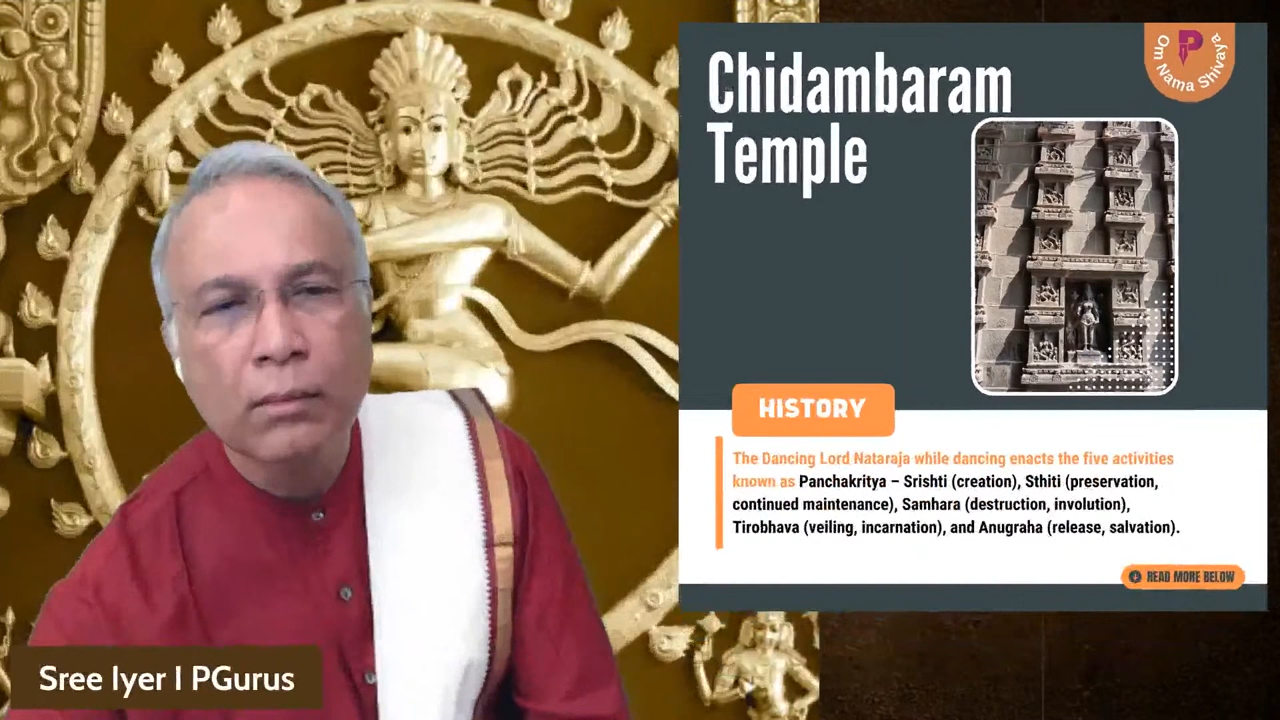 Chidambaram
Temple
P
Om Nama Shivaya
HISTORY
The Dancing Lord Nataraja while dancing enacts the five activities
known as Panchakritya – Srishti (creation), Sthiti (preservation,
continued maintenance), Samhara (destruction, involution),
Tirobhava (veiling, incarnation), and Anugraha (release, salvation).
READ MORE BELOW
Sree Iyer I PGurus